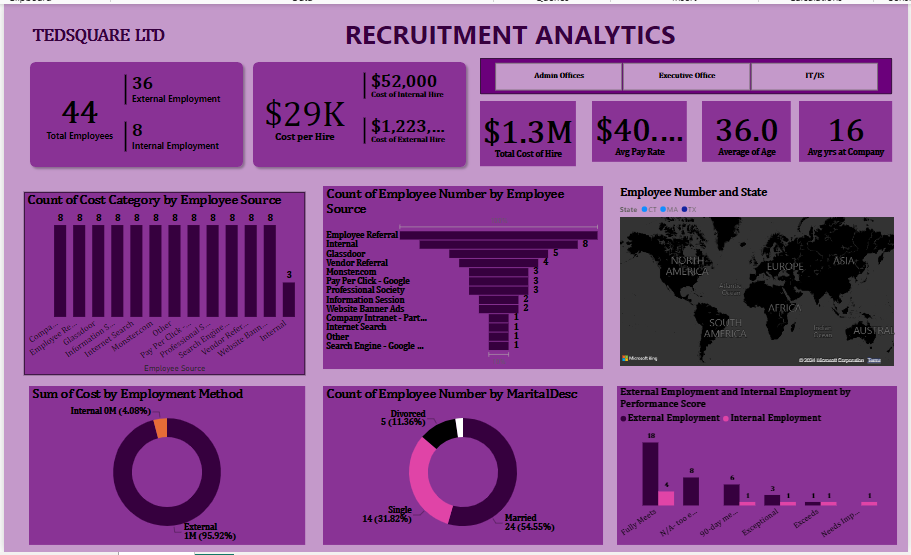 TEDSQUARE LTD
RECRUITMENT ANALYTICS
44
Total Employees
36
External Employment
8
Internal Employment
$29K
Cost per Hire
$52,000
Cost of Internal Hire
$1,223,...
Cost of External Hire
Admin Offices
Executive Office
IT/IS
$1.3M
Total Cost of Hire
$40....
Avg Pay Rate
36.0
Average of Age
16
Avg yrs at Company
Count of Cost Category by Employee Source
8 8 8 8 8 8 8 8 8 8 8 8 3
Compa...
Employee Re...
Glassdoor
Information S...
Internet Search
Monster.com
Other
Pay Per Click -...
Professional S...
Search Engine...
Vendor Refer...
Website Bann...
Internal
Employee Source
Count of Employee Number by Employee
Source
Employee Referral
Internal 8
Glassdoor 5
Vendor Referral 4
Monster.com 3
Pay Per Click - Google 3
Professional Society 3
Information Session 2
Website Banner Ads 2
Company Intranet - Part... 1
Internet Search 1
Other 1
Search Engine - Google ... 1
Employee Number and State
State CT MA TX
NORTH
AMERICA
EUROPE
ASIA
Atlantic
Ocean
AFRICA
SOUTH
AMERICA
Indian
Ocean
AUSTRAL
Microsoft Bing
© 2024 Microsoft Corporation Terms
Sum of Cost by Employment Method
Internal 0M (4.08%)
External
1M (95.92%)
Count of Employee Number by MaritalDesc
Divorced
5 (11.36%)
Single
14 (31.82%)
Married
24 (54.55%)
External Employment and Internal Employment by
Performance Score
External Employment Internal Employment
18 4 8 6 1 3 1 1 1 1
Fully Meets
N/A- too e...
90-day me...
Exceptional
Exceeds
Needs Imp...